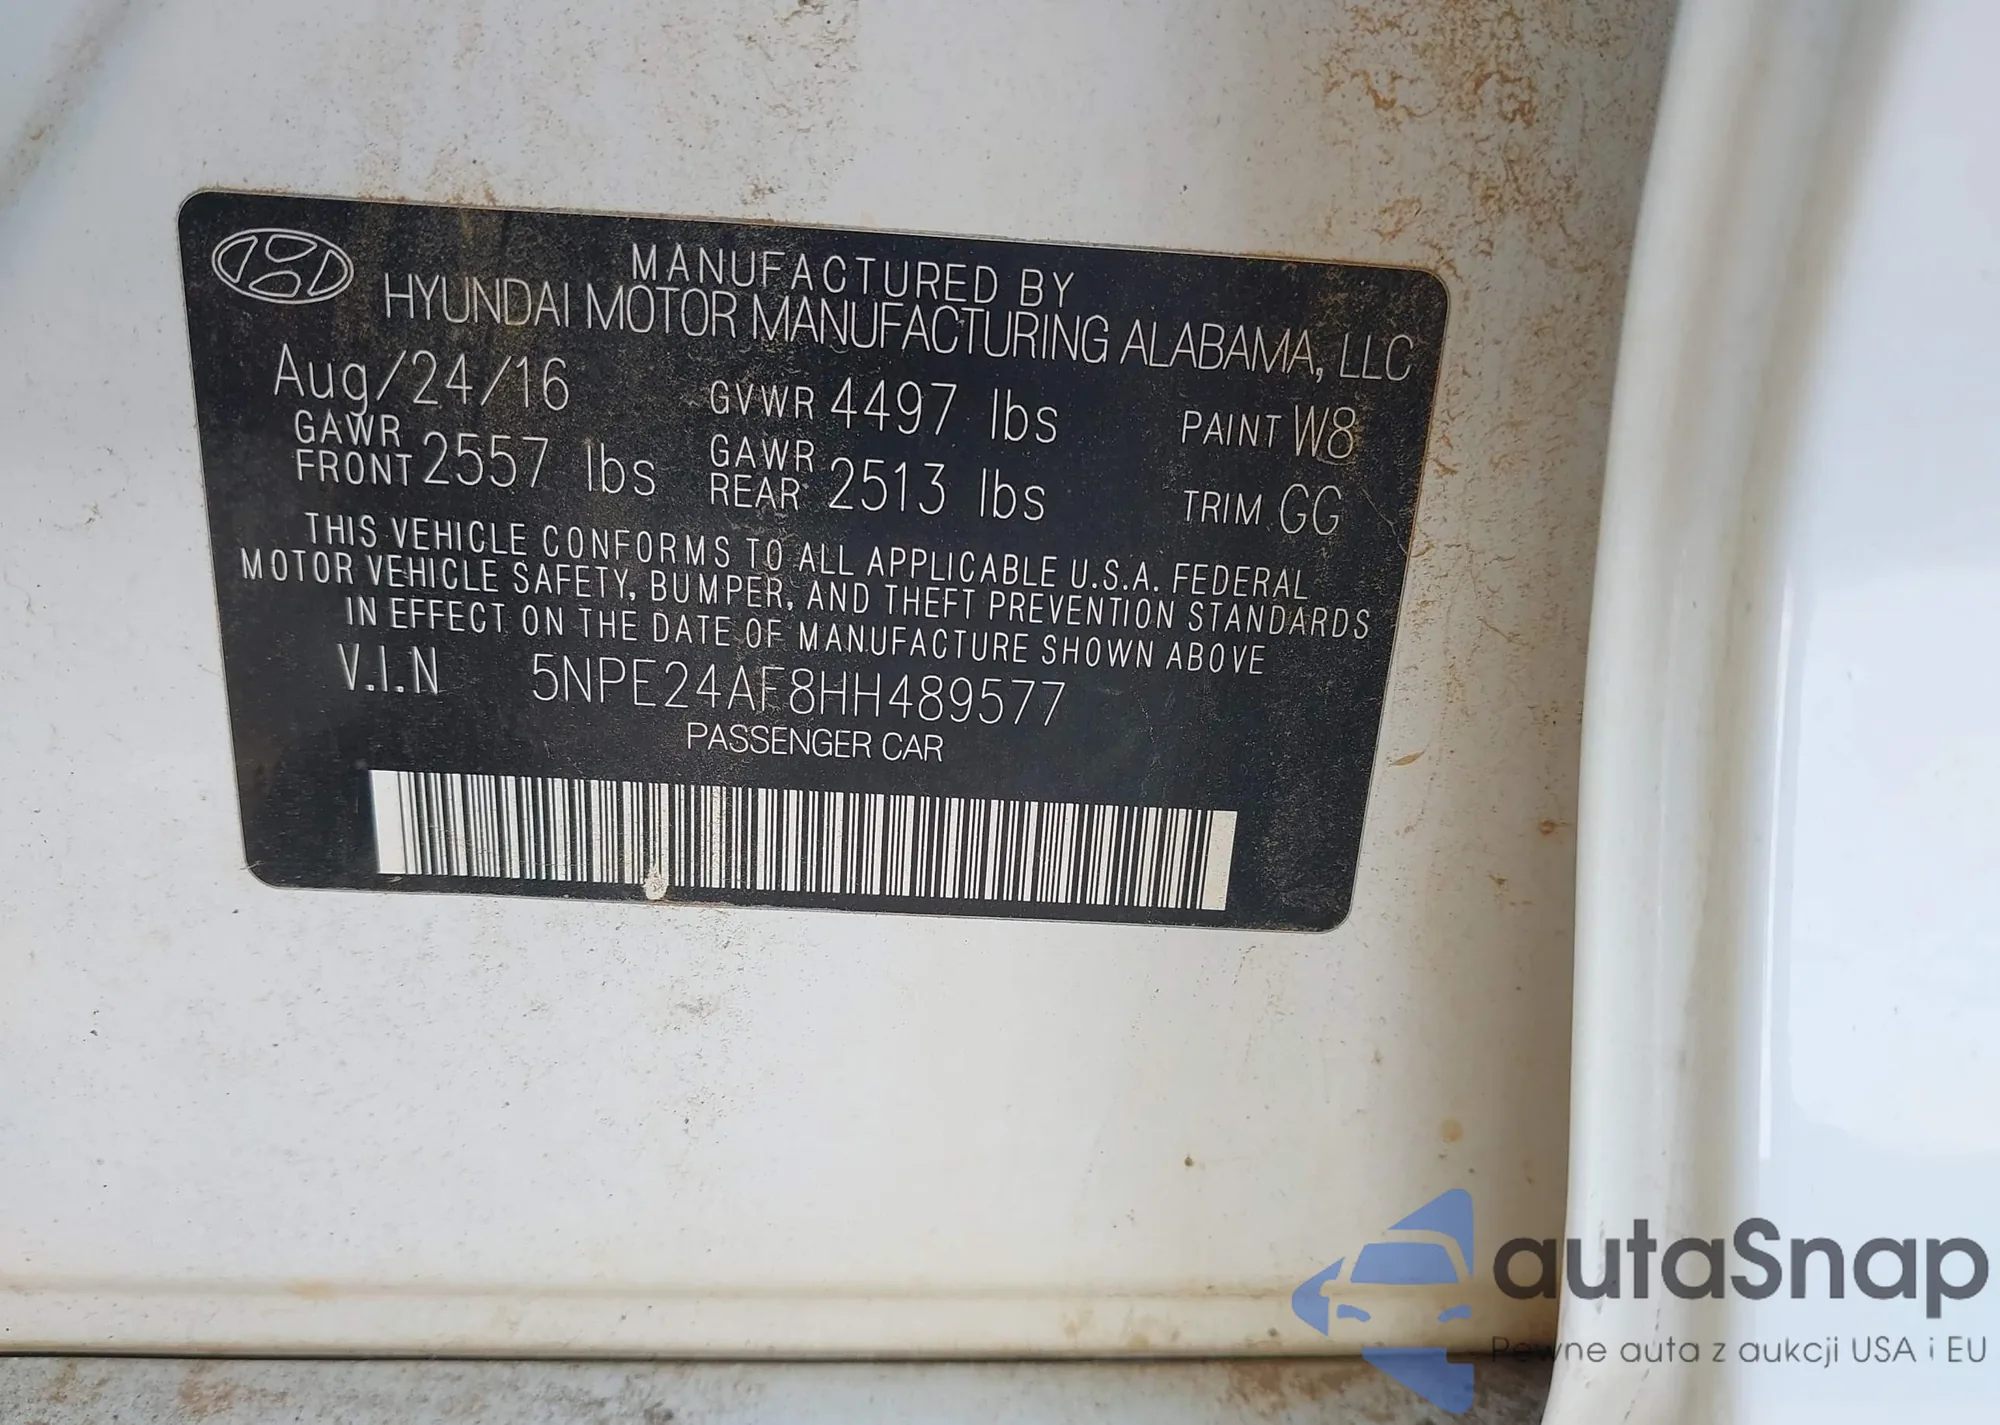 MANUFACTURED BY
HYUNDAI MOTOR MANUFACTURING ALABAMA, LLC
Aug/24/16 GVWR 4497 lbs PAINT W8
GAWR FRONT 2557 lbs GAWR REAR 2513 lbs TRIM GG
THIS VEHICLE CONFORMS TO ALL APPLICABLE U.S.A. FEDERAL
MOTOR VEHICLE SAFETY, BUMPER, AND THEFT PREVENTION STANDARDS
IN EFFECT ON THE DATE OF MANUFACTURE SHOWN ABOVE
V.I.N 5NPE24AF8HH489577
PASSENGER CAR
autaSnap
Pewne auta z aukcji USA i EU